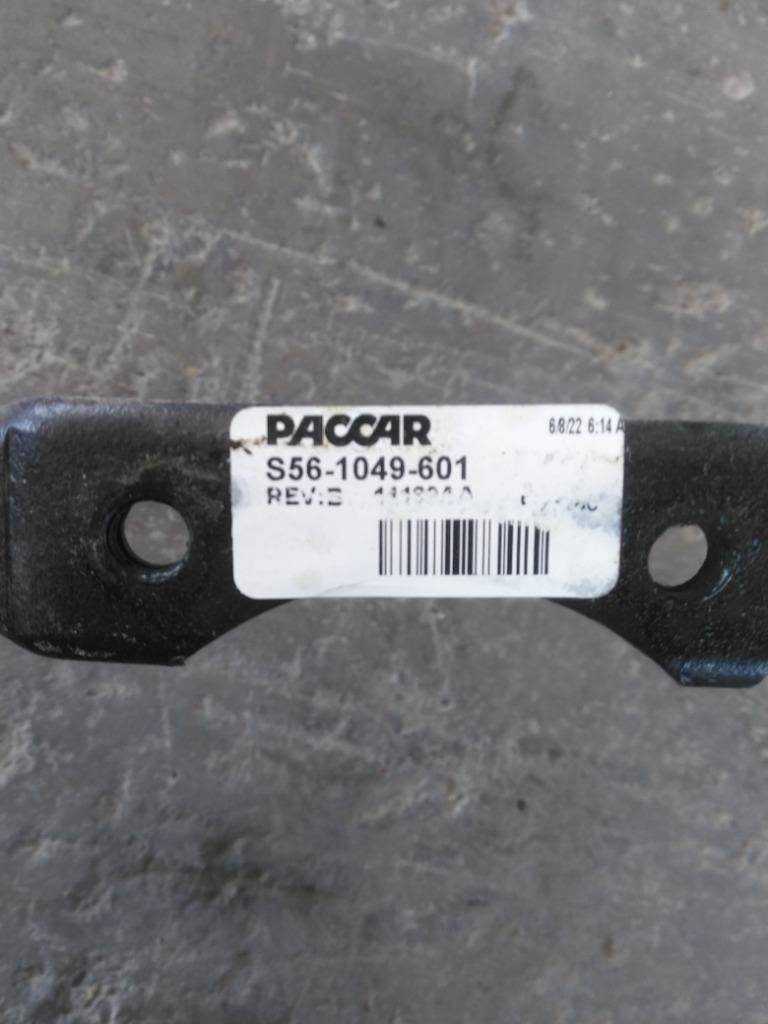 PACCAR
6/8/22 6:14 A
S56-1049-601
REV:B